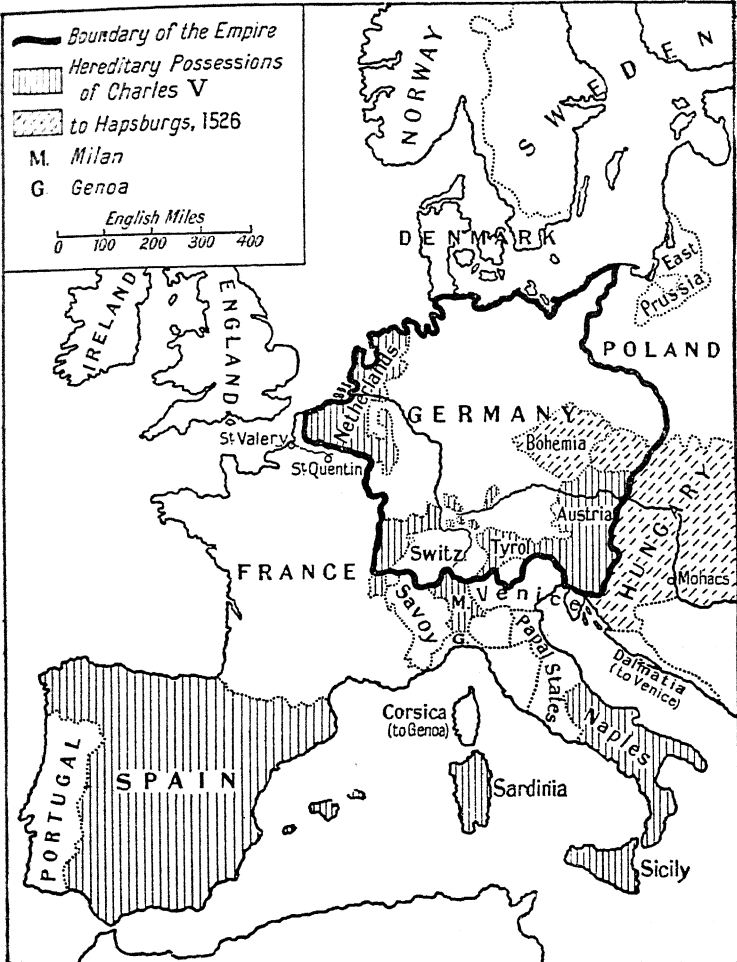 Boundary of the Empire
Hereditary Possessions
of Charles V
to Hapsburgs, 1526
M. Milan
G. Genoa
English Miles
0 100 200 300 400
NORWAY
SWEDEN
DENMARK
East
Prussia
IRELAND
ENGLAND
POLAND
Netherlands
GERMANY
St Valery
St Quentin
Bohemia
Austria
HUNGARY
Switz
Tyrol
FRANCE
Mohacs
Savoy
M.
Venice
G.
Papal States
Dalmatia
(to Venice)
Corsica
(to Genoa)
Naples
PORTUGAL
SPAIN
Sardinia
Sicily